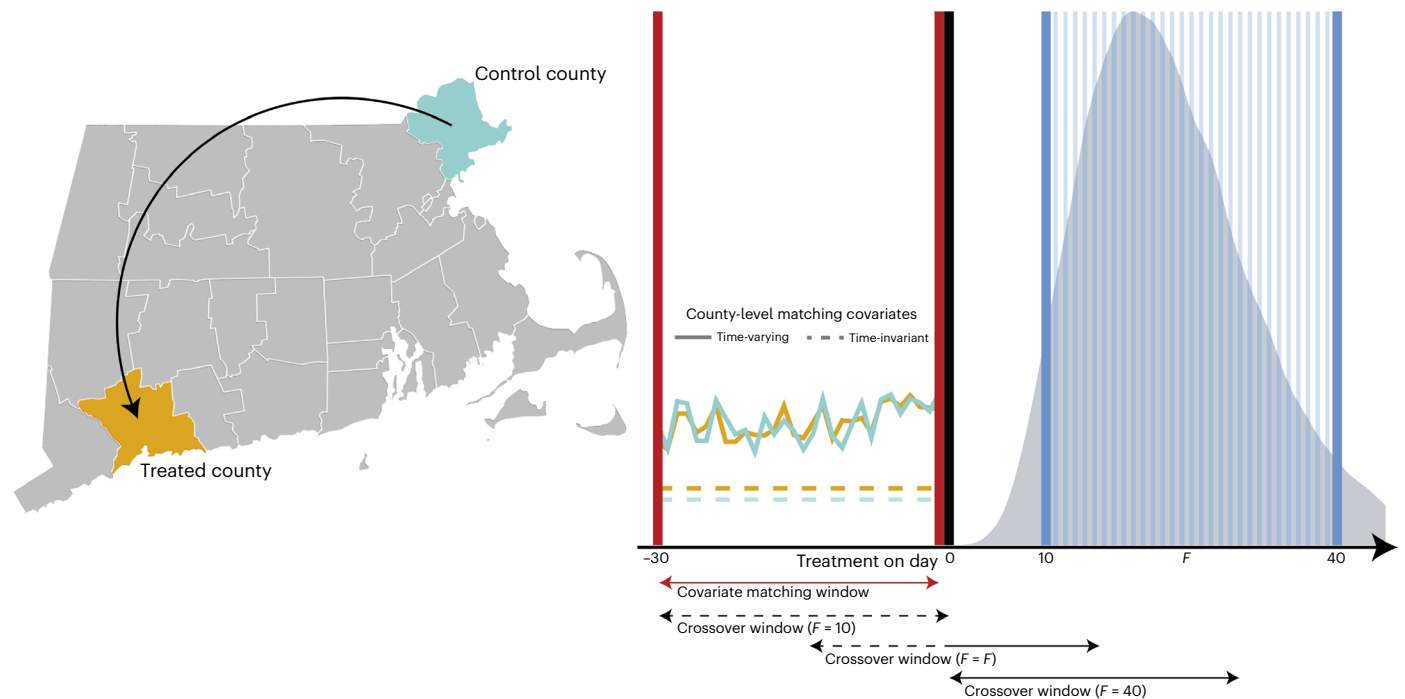 Control county
Treated county
County-level matching covariates
Time-varying
Time-invariant
–30
Treatment on day 0
10
F
40
Covariate matching window
Crossover window (F = 10)
Crossover window (F = F)
Crossover window (F = 40)